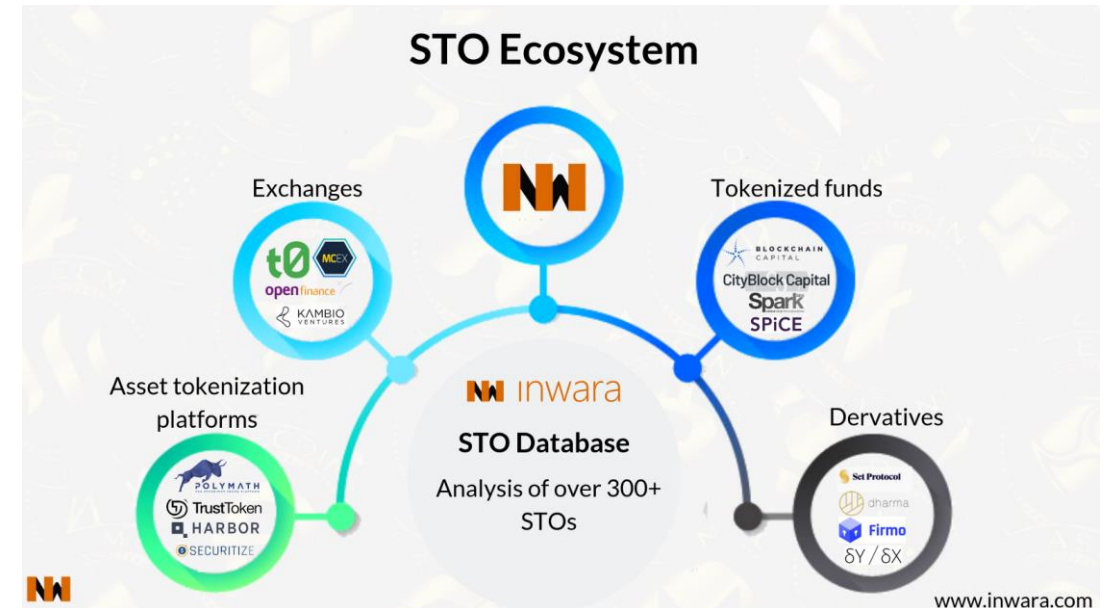 STO Ecosystem
Exchanges
t0
MCEX
openfinance
KAMBIO
VENTURES
Tokenized funds
BLOCKCHAIN
CAPITAL
CityBlock Capital
Spark
SPiCE
Asset tokenization
platforms
POLYMATH
TrustToken
HARBOR
SECURITIZE
inwara
STO Database
Analysis of over 300+
STOs
Dervatives
Set Protocol
dharma
Firmo
δY / δX
www.inwara.com